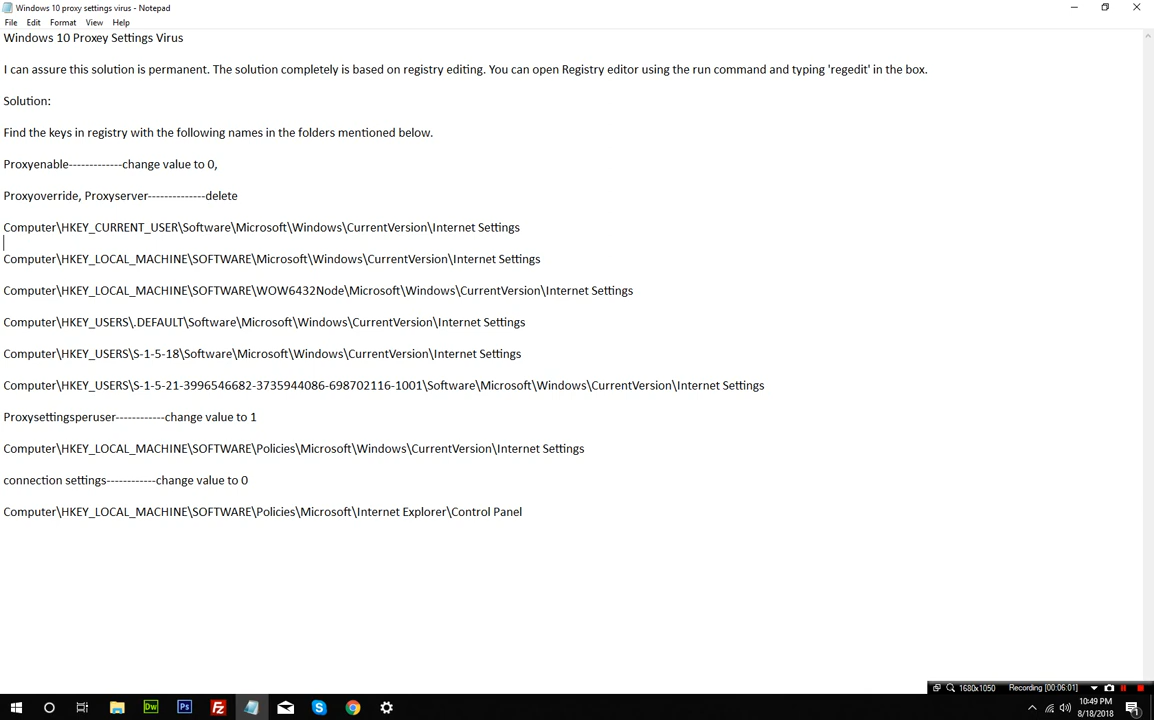 Windows 10 proxy settings virus - Notepad
File Edit Format View Help
Windows 10 Proxey Settings Virus
I can assure this solution is permanent. The solution completely is based on registry editing. You can open Registry editor using the run command and typing 'regedit' in the box.
Solution:
Find the keys in registry with the following names in the folders mentioned below.
Proxyenable-------------change value to 0,
Proxyoverride, Proxyserver--------------delete
Computer\HKEY_CURRENT_USER\Software\Microsoft\Windows\CurrentVersion\Internet Settings
Computer\HKEY_LOCAL_MACHINE\SOFTWARE\Microsoft\Windows\CurrentVersion\Internet Settings
Computer\HKEY_LOCAL_MACHINE\SOFTWARE\WOW6432Node\Microsoft\Windows\CurrentVersion\Internet Settings
Computer\HKEY_USERS\.DEFAULT\Software\Microsoft\Windows\CurrentVersion\Internet Settings
Computer\HKEY_USERS\S-1-5-18\Software\Microsoft\Windows\CurrentVersion\Internet Settings
Computer\HKEY_USERS\S-1-5-21-3996546682-3735944086-698702116-1001\Software\Microsoft\Windows\CurrentVersion\Internet Settings
Proxysettingsperuser------------change value to 1
Computer\HKEY_LOCAL_MACHINE\SOFTWARE\Policies\Microsoft\Windows\CurrentVersion\Internet Settings
connection settings------------change value to 0
Computer\HKEY_LOCAL_MACHINE\SOFTWARE\Policies\Microsoft\Internet Explorer\Control Panel
1680x1050 Recording [00:06:01]
Dw Ps Fz S
10:49 PM
8/18/2018
1